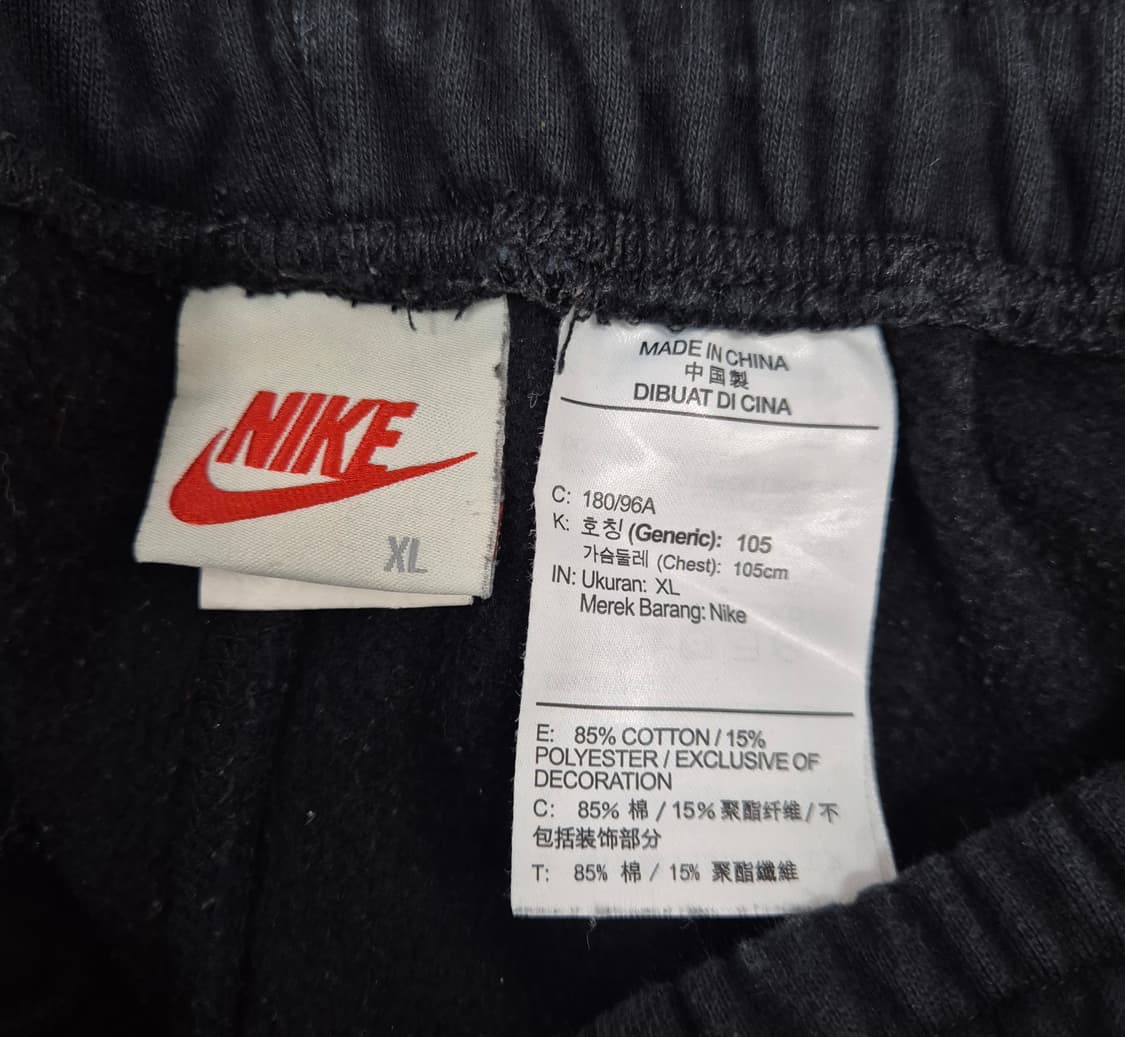 NIKE
XL
MADE IN CHINA
中国製
DIBUAT DI CINA
C: 180/96A
K: 호칭 (Generic): 105
가슴둘레 (Chest): 105cm
IN: Ukuran: XL
Merek Barang: Nike
E: 85% COTTON / 15%
POLYESTER / EXCLUSIVE OF
DECORATION
C: 85% 棉 / 15% 聚酯纤维 / 不
包括装饰部分
T: 85% 棉 / 15% 聚酯纖維